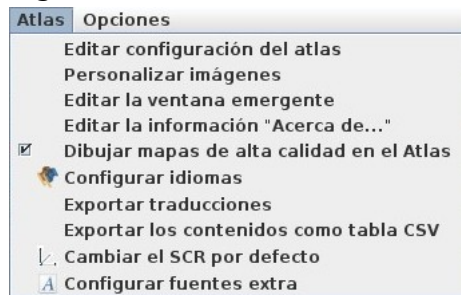 Atlas Opciones
Editar configuración del atlas
Personalizar imágenes
Editar la ventana emergente
Editar la información "Acerca de..."
Dibujar mapas de alta calidad en el Atlas
Configurar idiomas
Exportar traducciones
Exportar los contenidos como tabla CSV
Cambiar el SCR por defecto
A Configurar fuentes extra